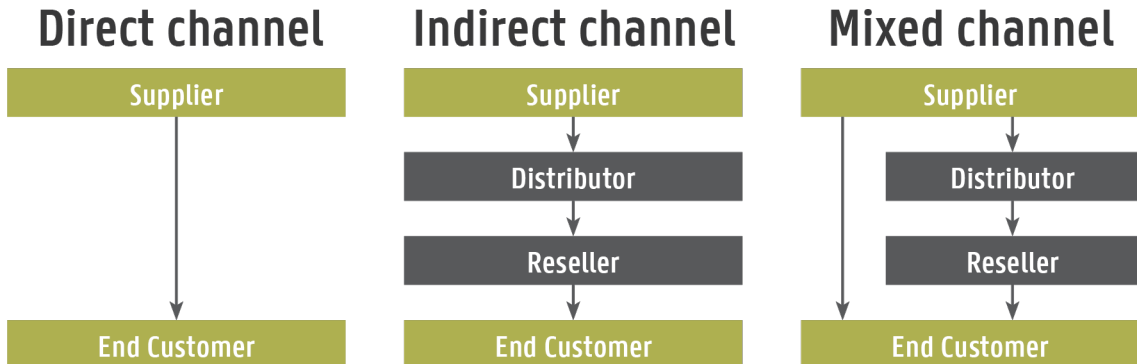 Direct channel
Supplier
End Customer
Indirect channel
Supplier
Distributor
Reseller
End Customer
Mixed channel
Supplier
Distributor
Reseller
End Customer